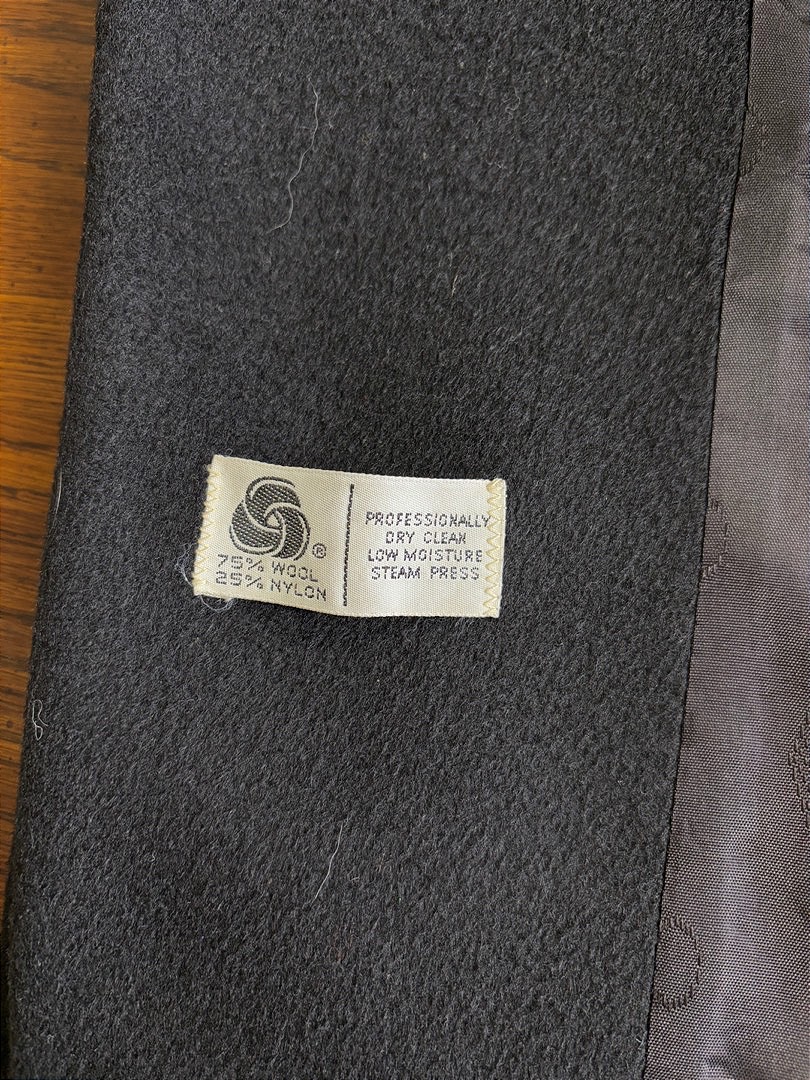 ®
75% WOOL
25% NYLON
PROFESSIONALLY
DRY CLEAN
LOW MOISTURE
STEAM PRESS